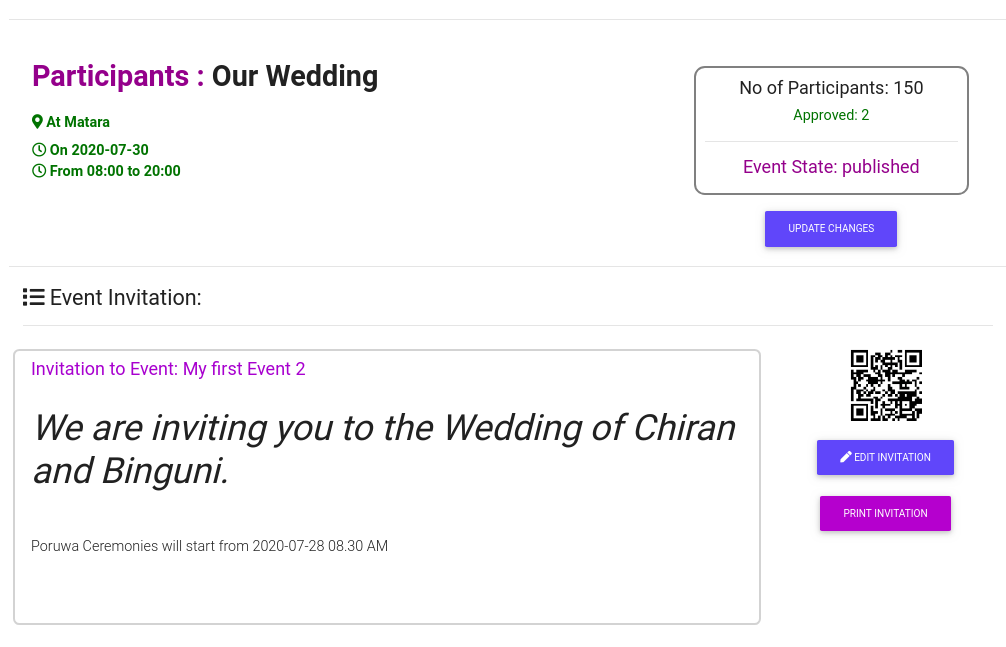 Participants : Our Wedding
At Matara
On 2020-07-30
From 08:00 to 20:00
No of Participants: 150
Approved: 2
Event State: published
UPDATE CHANGES
Event Invitation:
Invitation to Event: My first Event 2
We are inviting you to the Wedding of Chiran
and Binguni.
Poruwa Ceremonies will start from 2020-07-28 08.30 AM
EDIT INVITATION
PRINT INVITATION